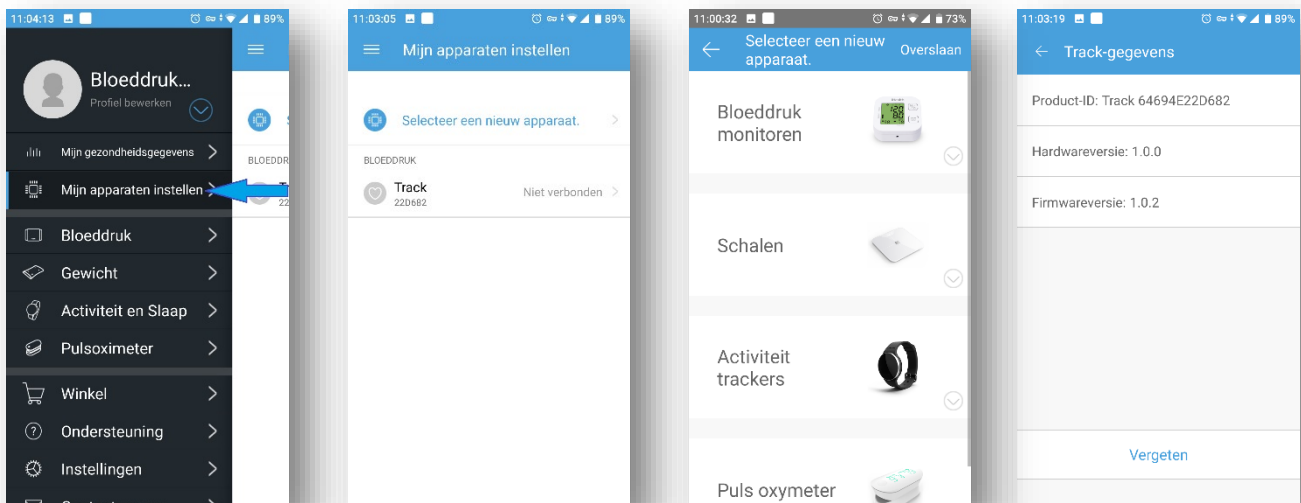 11:04:13
89%
Bloeddruk...
Profiel bewerken
Mijn gezondheidsgegevens
Mijn apparaten instellen
Bloeddruk
Gewicht
Activiteit en Slaap
Pulsoximeter
Winkel
Ondersteuning
Instellingen
BLOEDDR
22
11:03:05
89%
Mijn apparaten instellen
Selecteer een nieuw apparaat.
BLOEDDRUK
Track
Niet verbonden
22D682
11:00:32
73%
Selecteer een nieuw
apparaat.
Overslaan
Bloeddruk
monitoren
Schalen
Activiteit
trackers
Puls oxymeter
11:03:19
89%
Track-gegevens
Product-ID: Track 64694E22D682
Hardwareversie: 1.0.0
Firmwareversie: 1.0.2
Vergeten